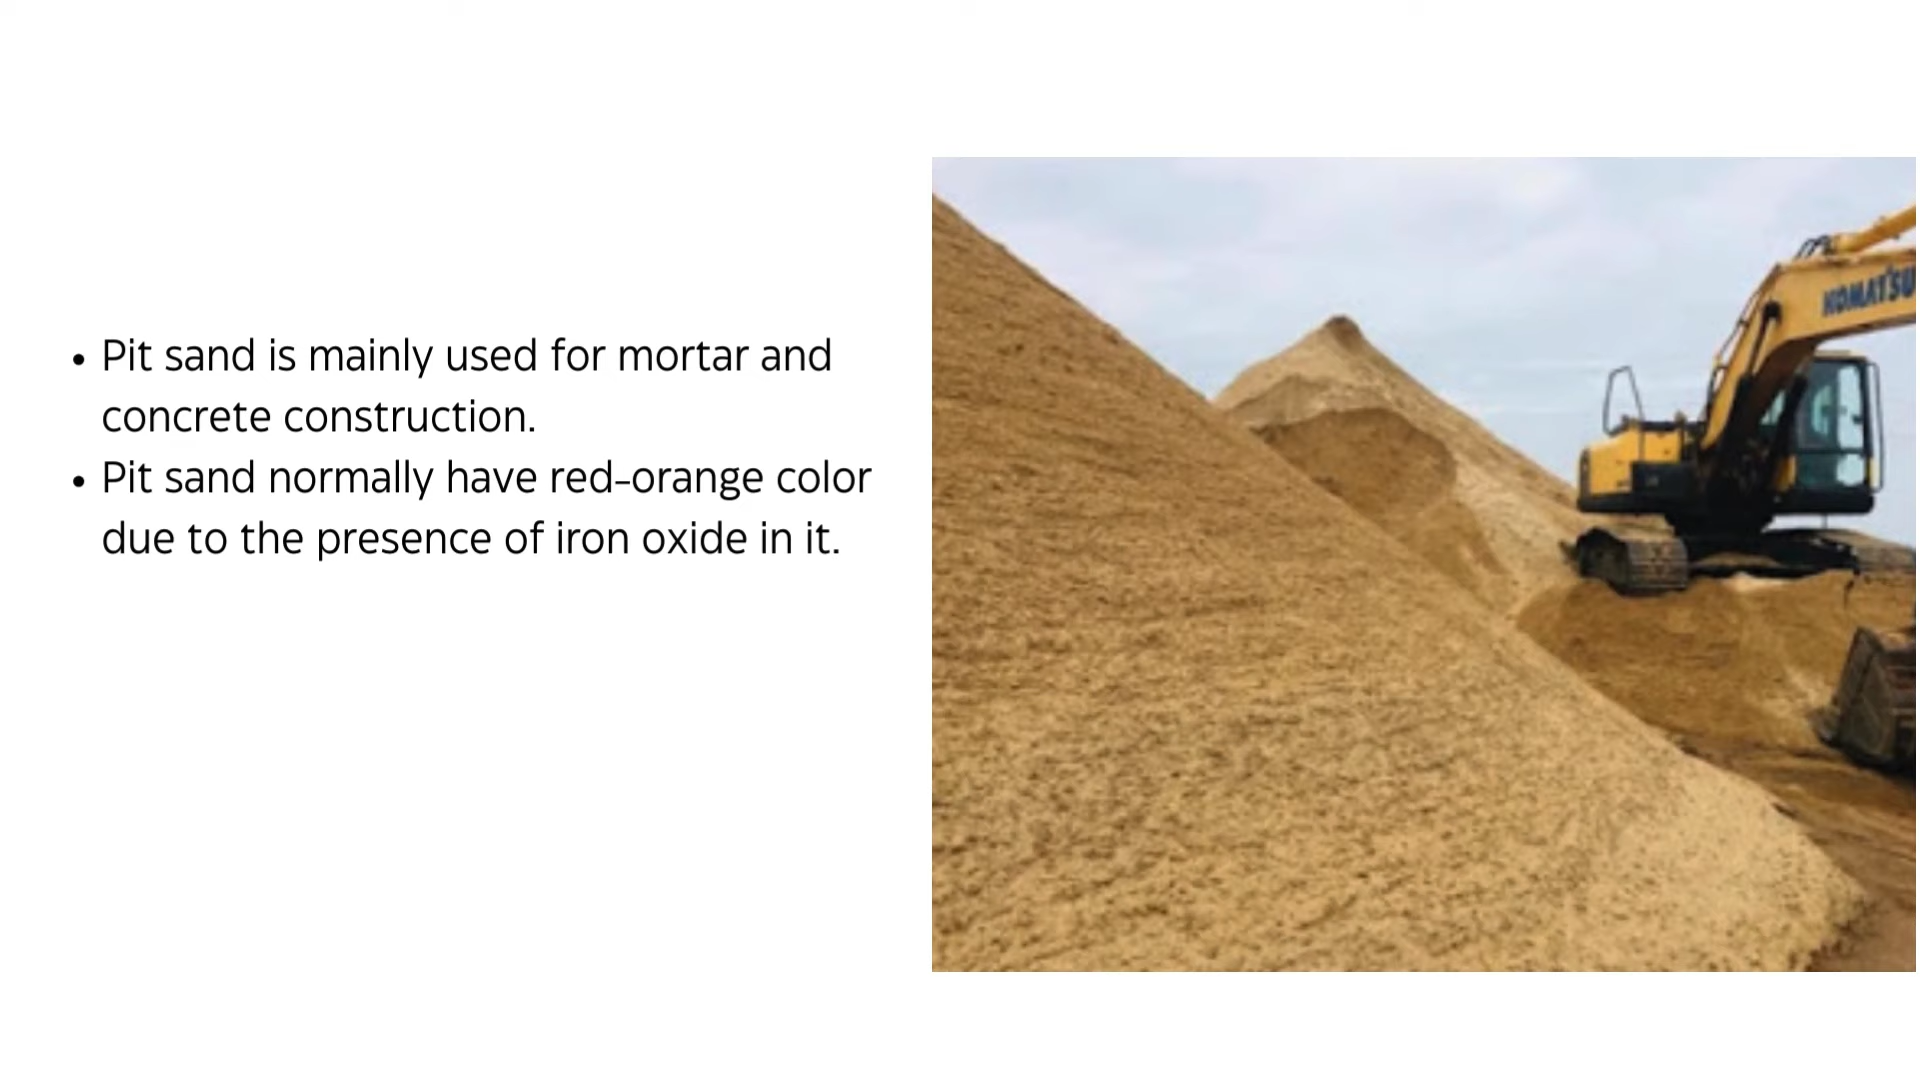 • Pit sand is mainly used for mortar and
concrete construction.
• Pit sand normally have red-orange color
due to the presence of iron oxide in it.
KOMATSU